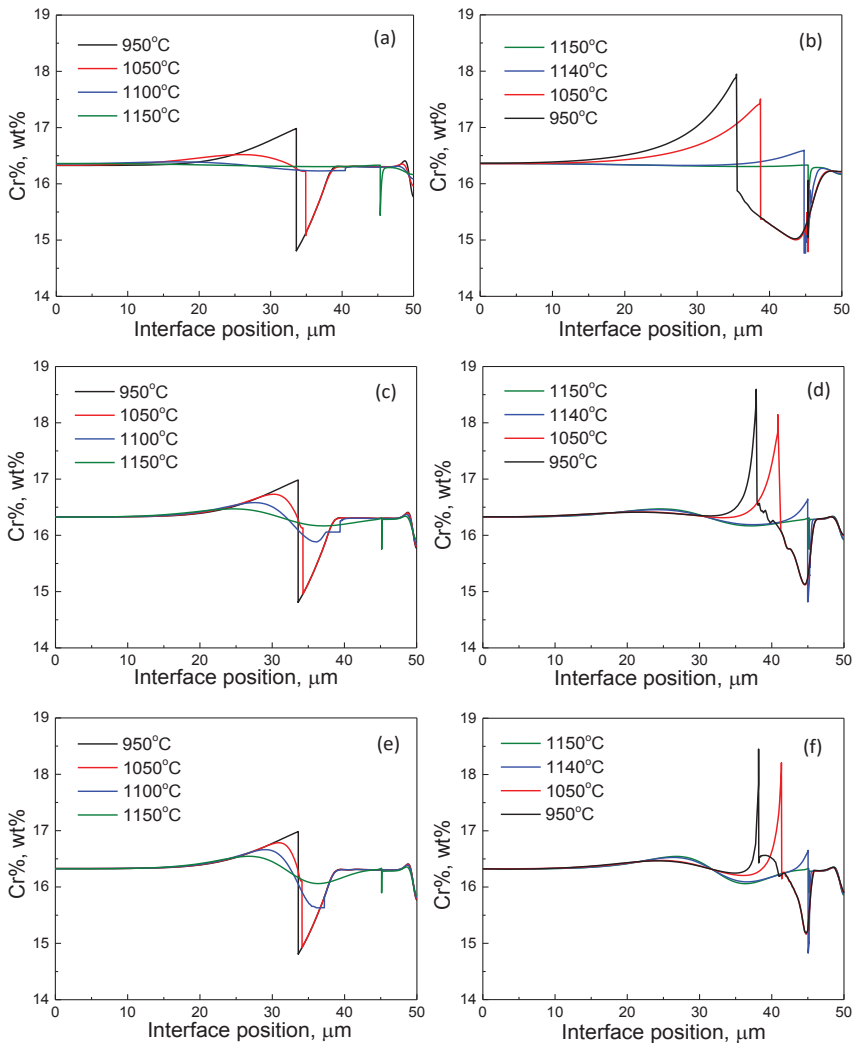 (a)
950°C
1050°C
1100°C
1150°C
19
18
17
16
15
14
Cr%, wt%
0 10 20 30 40 50
Interface position, μm
(b)
1150°C
1140°C
1050°C
950°C
19
18
17
16
15
14
Cr%, wt%
0 10 20 30 40 50
Interface position, μm
(c)
950°C
1050°C
1100°C
1150°C
19
18
17
16
15
14
Cr%, wt%
0 10 20 30 40 50
Interface position, μm
(d)
1150°C
1140°C
1050°C
950°C
19
18
17
16
15
14
Cr%, wt%
0 10 20 30 40 50
Interface position, μm
(e)
950°C
1050°C
1100°C
1150°C
19
18
17
16
15
14
Cr%, wt%
0 10 20 30 40 50
Interface position, μm
(f)
1150°C
1140°C
1050°C
950°C
19
18
17
16
15
14
Cr%, wt%
0 10 20 30 40 50
Interface position, μm